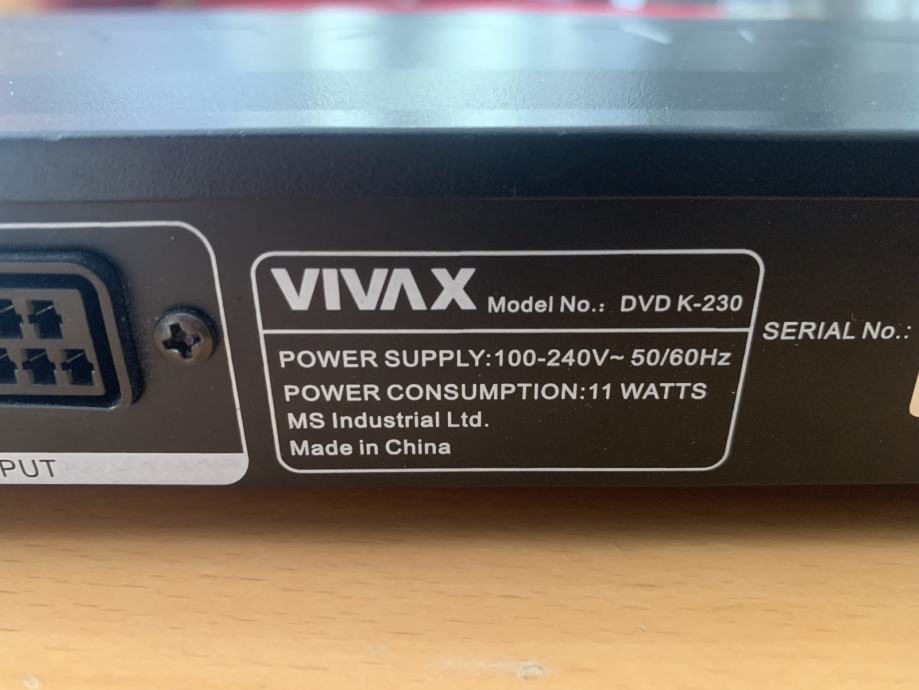 VIVAX Model No.: DVD K-230
POWER SUPPLY:100-240V~ 50/60Hz
POWER CONSUMPTION:11 WATTS
MS Industrial Ltd.
Made in China
SERIAL No.:
PUT